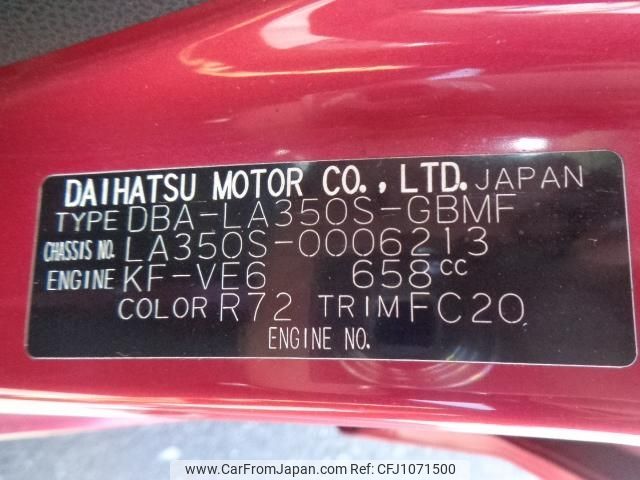 DAIHATSU MOTOR CO., LTD. JAPAN
TYPE DBA-LA350S-GBMF
CHASSIS NO. LA350S-0006213
ENGINE KF-VE6 658cc
COLOR R72 TRIM FC20
ENGINE NO.
www.CarFromJapan.com | Ref: CFJ1071500